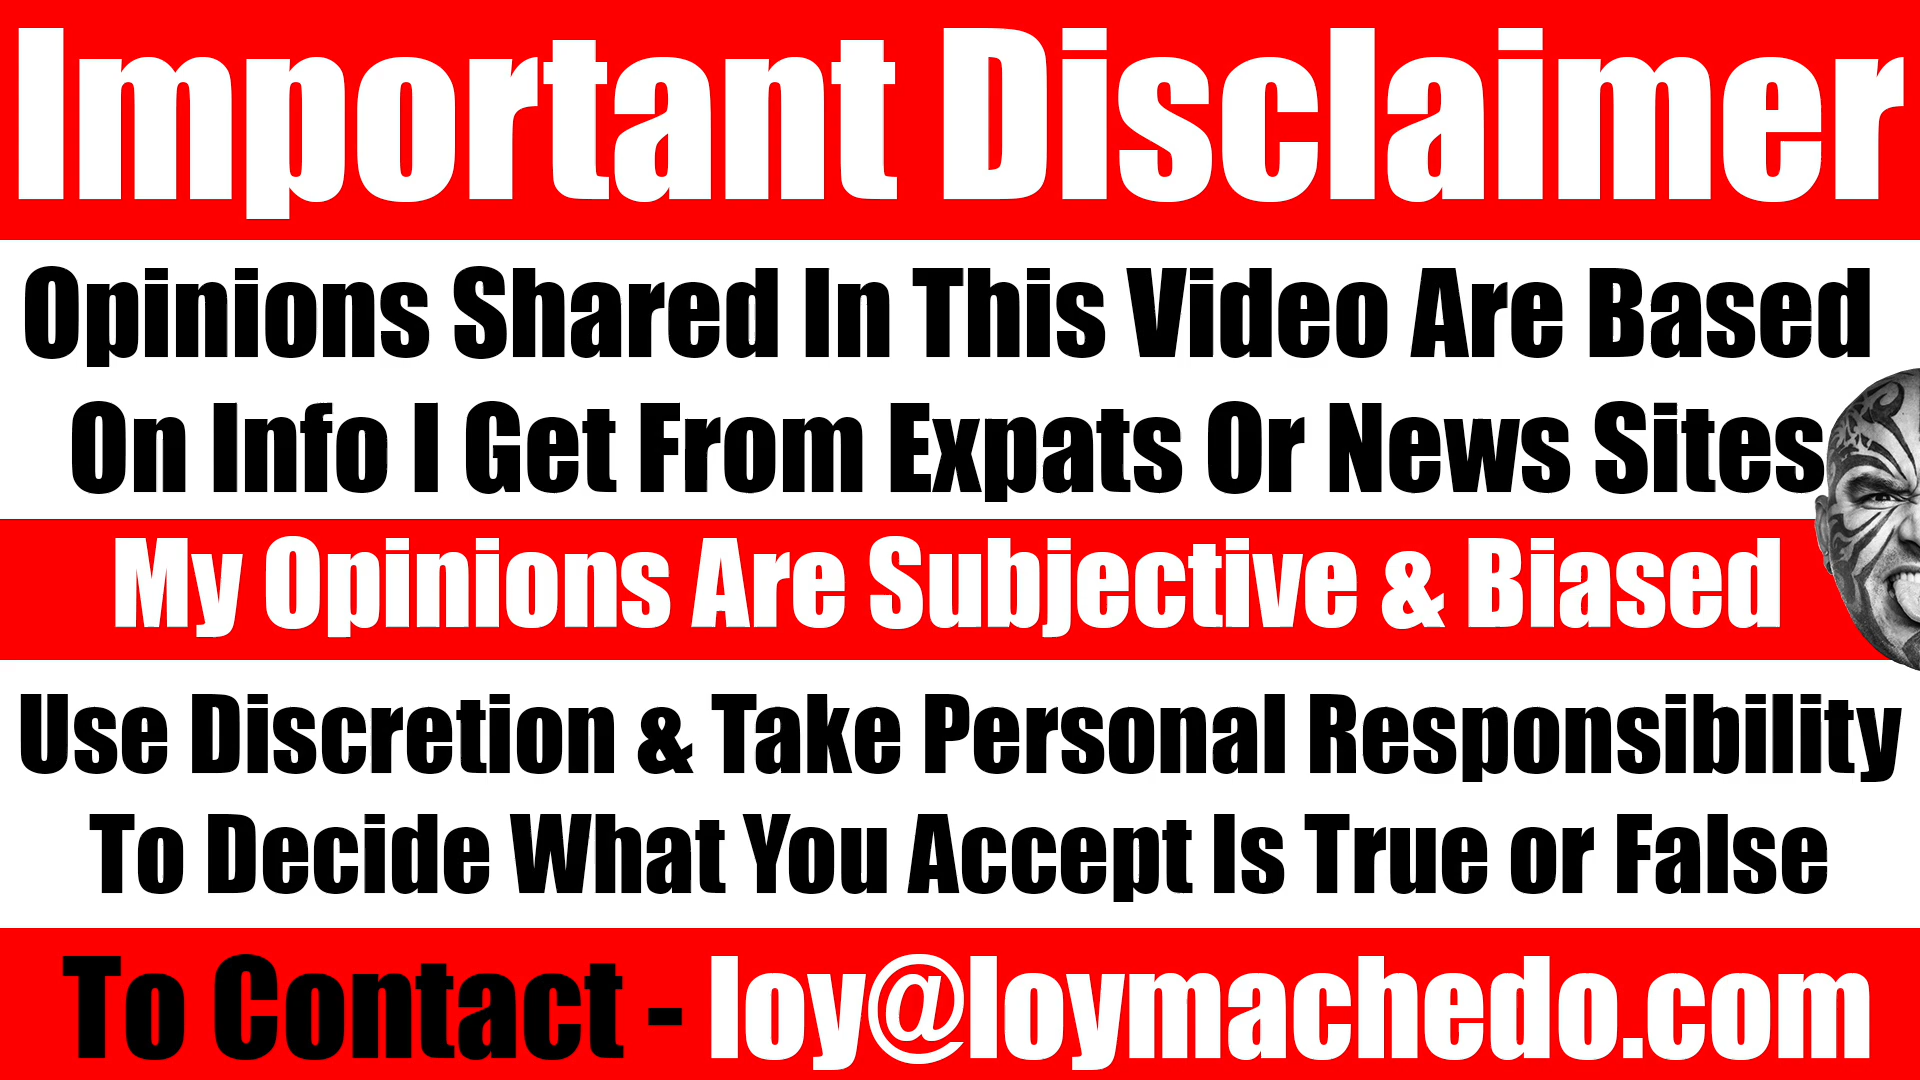 Important Disclaimer
Opinions Shared In This Video Are Based
On Info I Get From Expats Or News Sites
My Opinions Are Subjective & Biased
Use Discretion & Take Personal Responsibility
To Decide What You Accept Is True or False
To Contact - loy@loymachedo.com